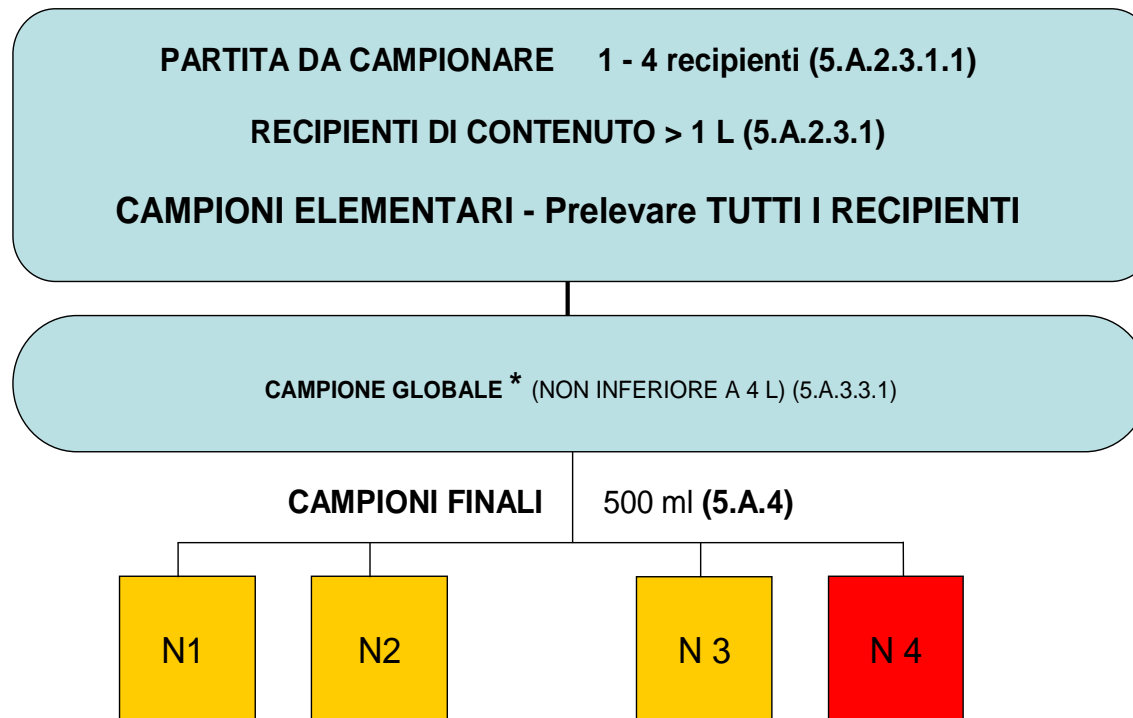 PARTITA DA CAMPIONARE 1 - 4 recipienti (5.A.2.3.1.1)
RECIPIENTI DI CONTENUTO > 1 L (5.A.2.3.1)
CAMPIONI ELEMENTARI - Prelevare TUTTI I RECIPIENTI
CAMPIONE GLOBALE * (NON INFERIORE A 4 L) (5.A.3.3.1)
CAMPIONI FINALI 500 ml (5.A.4)
N1 N2 N 3 N 4